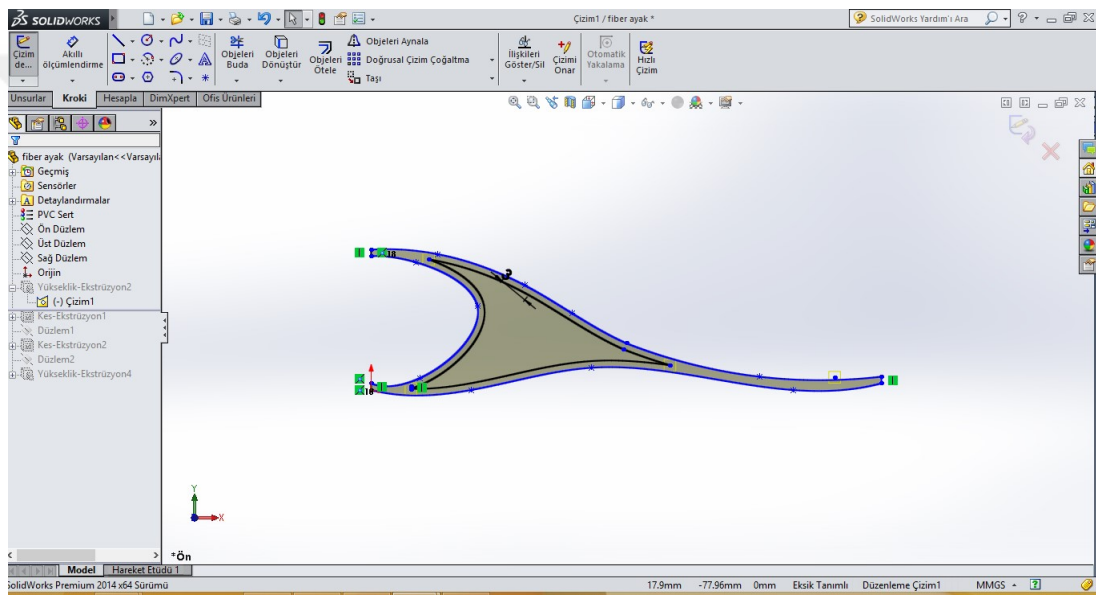 SOLIDWORKS
Çizim1 / fiber ayak *
SolidWorks Yardım'ı Ara
Çizim de...
Akıllı ölçümlendirme
Objeleri Buda
Objeleri Dönüştür
Objeleri Ötele
Objeleri Aynala
Doğrusal Çizim Çoğaltma
Taşı
İlişkileri Göster/Sil
Çizimi Onar
Otomatik Yakalama
Hızlı Çizim
Unsurlar Kroki Hesapla DimXpert Ofis Ürünleri
fiber ayak (Varsayılan<<Varsayıl
Geçmiş
Sensörler
Detaylandırmalar
PVC Sert
Ön Düzlem
Üst Düzlem
Sağ Düzlem
Orijin
Yükseklik-Ekstrüzyon2
(-) Çizim1
Kes-Ekstrüzyon1
Düzlem1
Kes-Ekstrüzyon2
Düzlem2
Yükseklik-Ekstrüzyon4
18
18
Y
X
*Ön
Model Hareket Etüdü 1
SolidWorks Premium 2014 x64 Sürümü
17.9mm -77.96mm 0mm Eksik Tanımlı Düzenleme Çizim1 MMGS